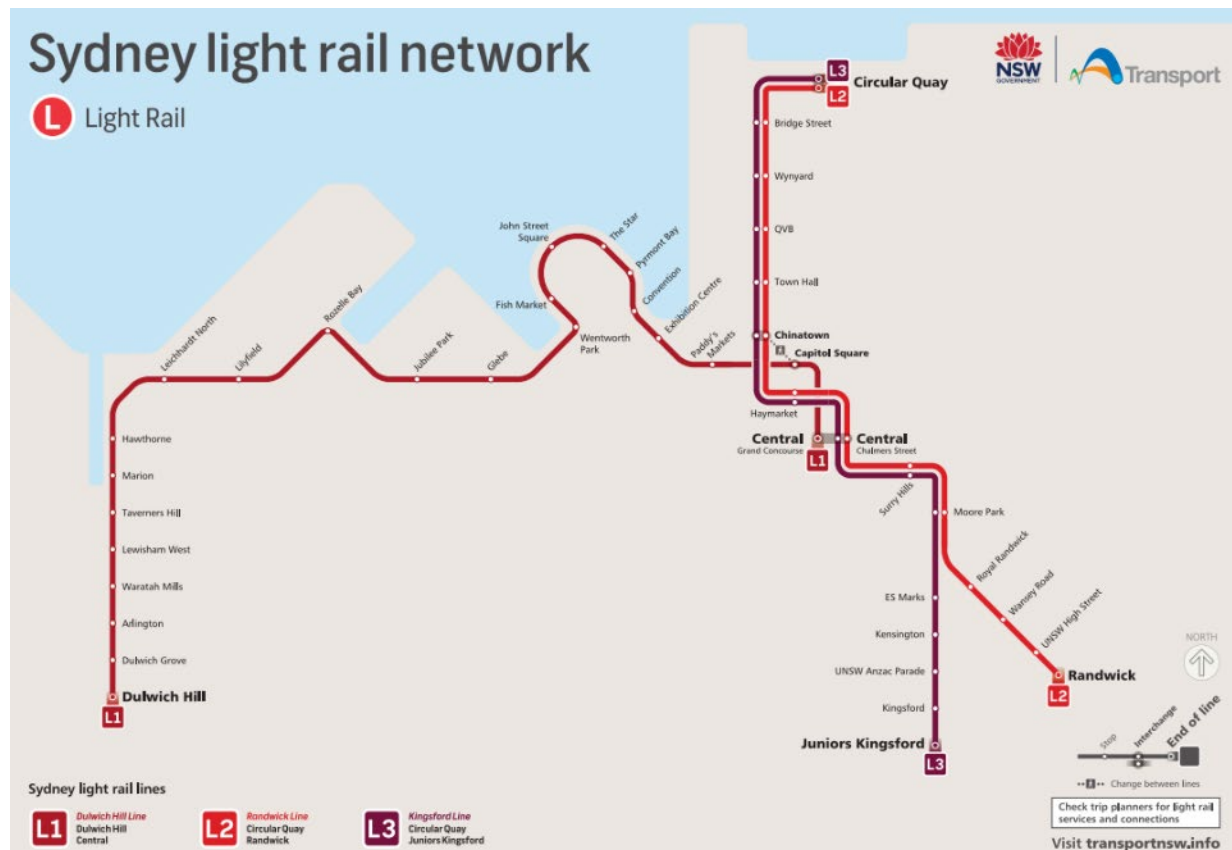 Sydney light rail network
L Light Rail
NSW
GOVERNMENT
Transport
L3
L2
Circular Quay
Bridge Street
Wynyard
QVB
Town Hall
Chinatown
Capitol Square
Haymarket
Central
Grand Concourse
L1
Central
Chalmers Street
Surry Hills
Moore Park
Royal Randwick
Wansey Road
UNSW High Street
Randwick
L2
ES Marks
Kensington
UNSW Anzac Parade
Kingsford
Juniors Kingsford
L3
Paddy's
Markets
Exhibition Centre
Convention
Pyrmont Bay
The Star
John Street
Square
Fish Market
Wentworth
Park
Glebe
Jubilee Park
Rozelle Bay
Lilyfield
Leichhardt North
Hawthorne
Marion
Taverners Hill
Lewisham West
Waratah Mills
Arlington
Dulwich Grove
Dulwich Hill
L1
NORTH
Stop
Interchange
End of line
Change between lines
Check trip planners for light rail
services and connections
Visit transportnsw.info
Sydney light rail lines
L1
Dulwich Hill Line
Dulwich Hill
Central
L2
Randwick Line
Circular Quay
Randwick
L3
Kingsford Line
Circular Quay
Juniors Kingsford